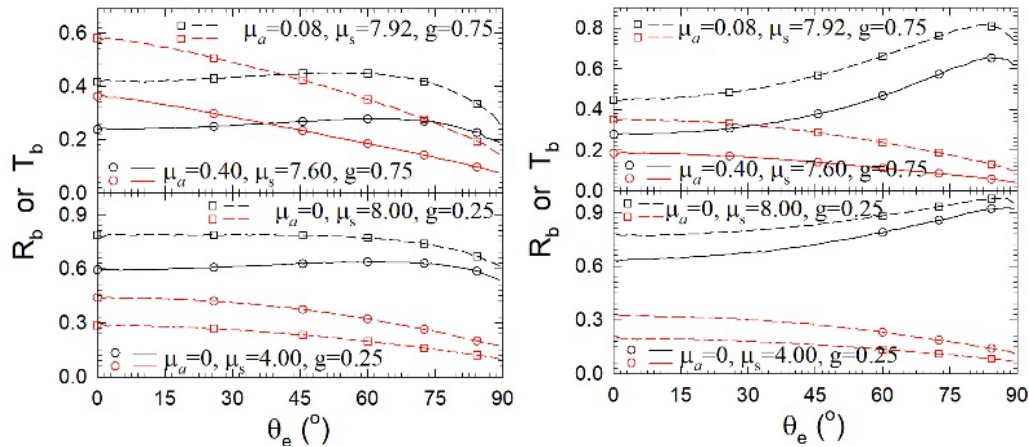 μa=0.08, μs=7.92, g=0.75
0.6
0.4
0.2
μa=0.40, μs=7.60, g=0.75
0.0
μa=0, μs=8.00, g=0.25
0.9
0.6
0.3
μa=0, μs=4.00, g=0.25
0.0
0 15 30 45 60 75 90
θe (o)
Rb or Tb
μa=0.08, μs=7.92, g=0.75
0.8
0.6
0.4
0.2
μa=0.40, μs=7.60, g=0.75
0.0
μa=0, μs=8.00, g=0.25
0.9
0.6
0.3
μa=0, μs=4.00, g=0.25
0.0
0 15 30 45 60 75 90
θe (o)
Rb or Tb